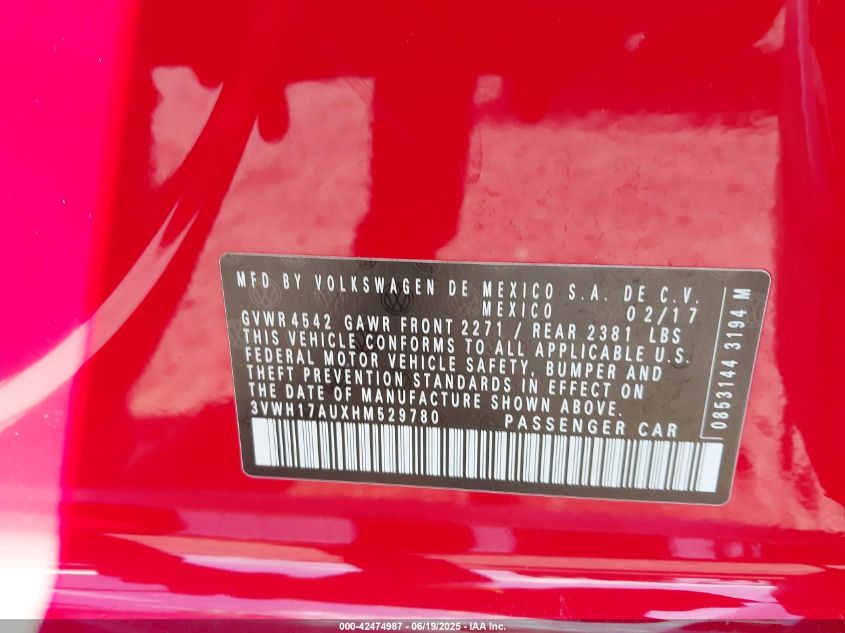 MFD BY VOLKSWAGEN DE MEXICO S.A. DE C.V.
MEXICO 02/17
GVWR 4542 GAWR FRONT 2271 / REAR 2381 LBS
THIS VEHICLE CONFORMS TO ALL APPLICABLE U.S.
FEDERAL MOTOR VEHICLE SAFETY, BUMPER AND
THEFT PREVENTION STANDARDS IN EFFECT ON
THE DATE OF MANUFACTURE SHOWN ABOVE.
3VWH17AUXHM529780 PASSENGER CAR
0853144 3194 M
000-42474987 - 06/19/2025 - IAA Inc.